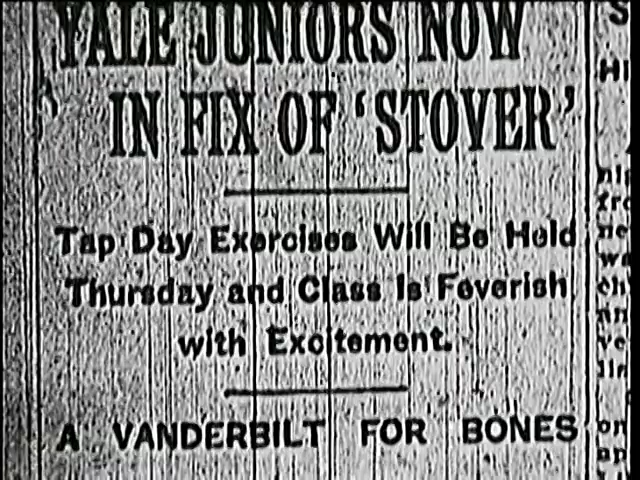 YALE JUNIORS NOW
IN FIX OF 'STOVER'
Tap Day Exercises Will Be Held
Thursday and Class Is Feverish
with Excitement.
A VANDERBILT FOR BONES